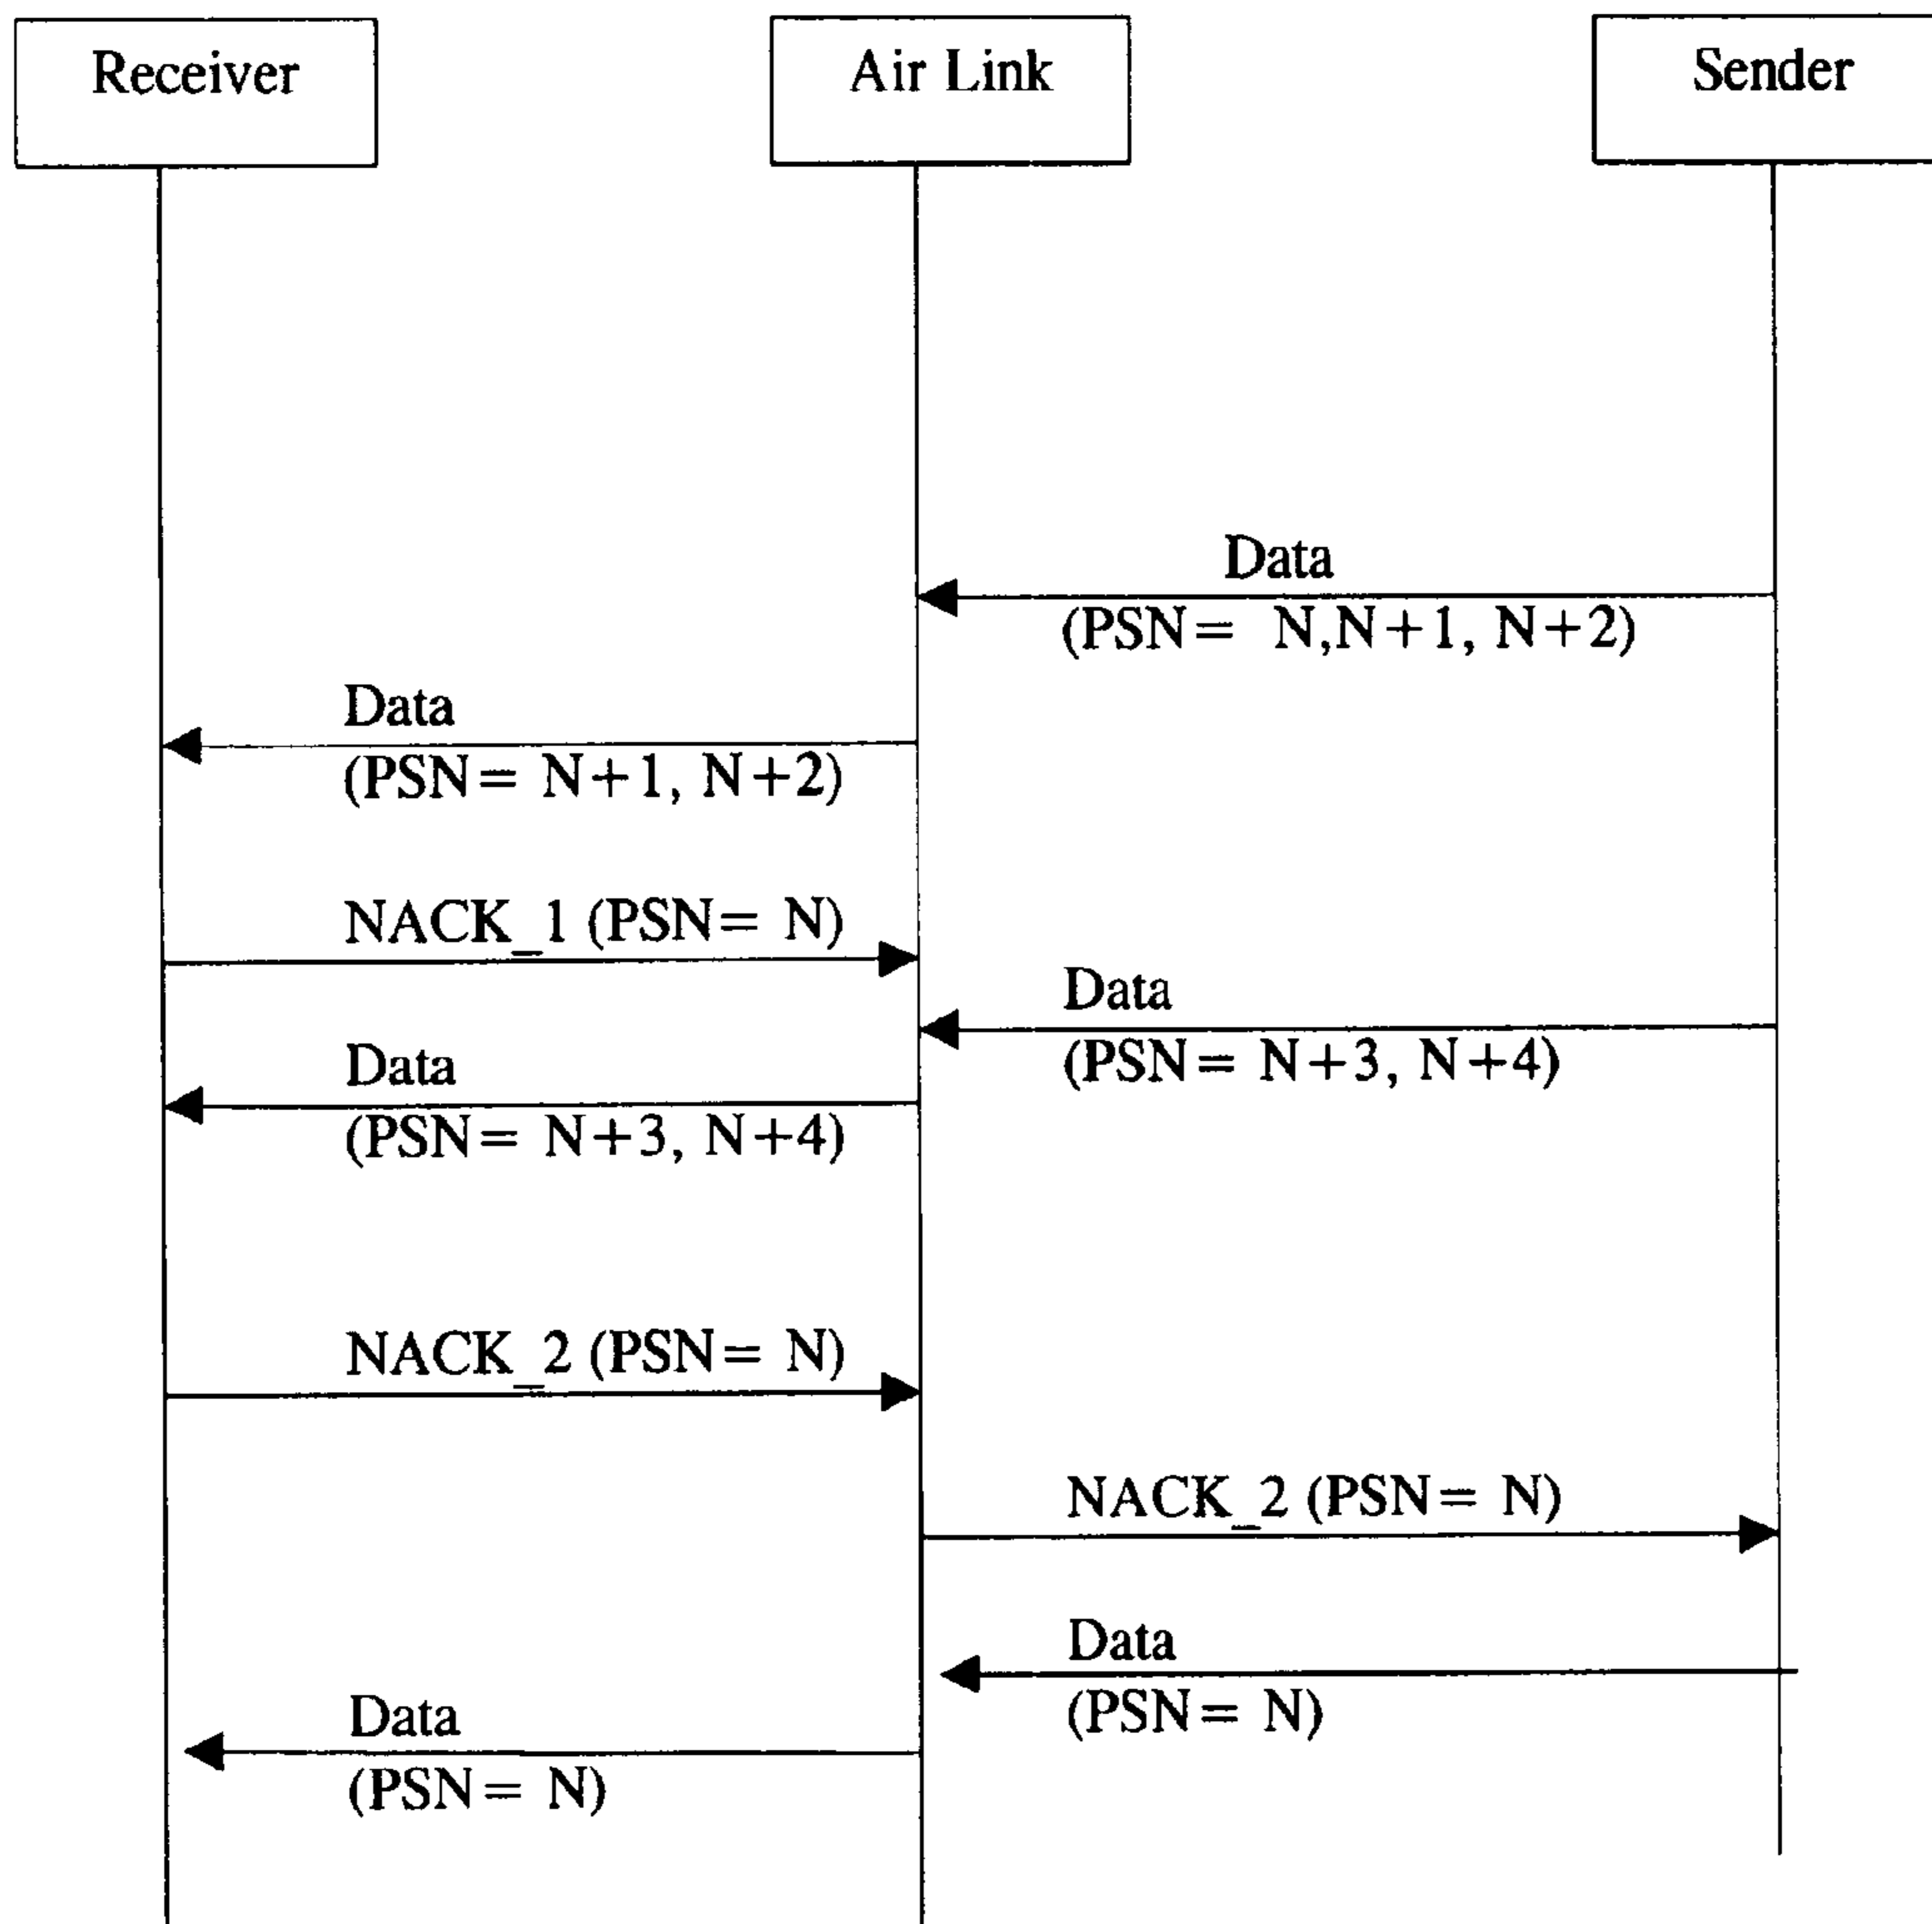 Receiver
Air Link
Sender
Data
(PSN= N,N+1, N+2)
Data
(PSN= N+1, N+2)
NACK_1 (PSN= N)
Data
(PSN= N+3, N+4)
Data
(PSN= N+3, N+4)
NACK_2 (PSN= N)
NACK_2 (PSN= N)
Data
(PSN= N)
Data
(PSN= N)